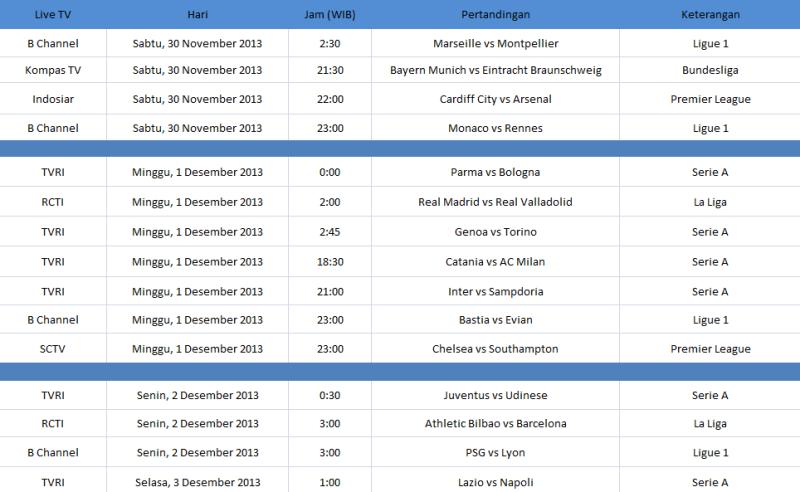 Live TV Hari Jam (WIB) Pertandingan Keterangan
B Channel Sabtu, 30 November 2013 2:30 Marseille vs Montpellier Ligue 1
Kompas TV Sabtu, 30 November 2013 21:30 Bayern Munich vs Eintracht Braunschweig Bundesliga
Indosiar Sabtu, 30 November 2013 22:00 Cardiff City vs Arsenal Premier League
B Channel Sabtu, 30 November 2013 23:00 Monaco vs Rennes Ligue 1
TVRI Minggu, 1 Desember 2013 0:00 Parma vs Bologna Serie A
RCTI Minggu, 1 Desember 2013 2:00 Real Madrid vs Real Valladolid La Liga
TVRI Minggu, 1 Desember 2013 2:45 Genoa vs Torino Serie A
TVRI Minggu, 1 Desember 2013 18:30 Catania vs AC Milan Serie A
TVRI Minggu, 1 Desember 2013 21:00 Inter vs Sampdoria Serie A
B Channel Minggu, 1 Desember 2013 23:00 Bastia vs Evian Ligue 1
SCTV Minggu, 1 Desember 2013 23:00 Chelsea vs Southampton Premier League
TVRI Senin, 2 Desember 2013 0:30 Juventus vs Udinese Serie A
RCTI Senin, 2 Desember 2013 3:00 Athletic Bilbao vs Barcelona La Liga
B Channel Senin, 2 Desember 2013 3:00 PSG vs Lyon Ligue 1
TVRI Selasa, 3 Desember 2013 1:00 Lazio vs Napoli Serie A